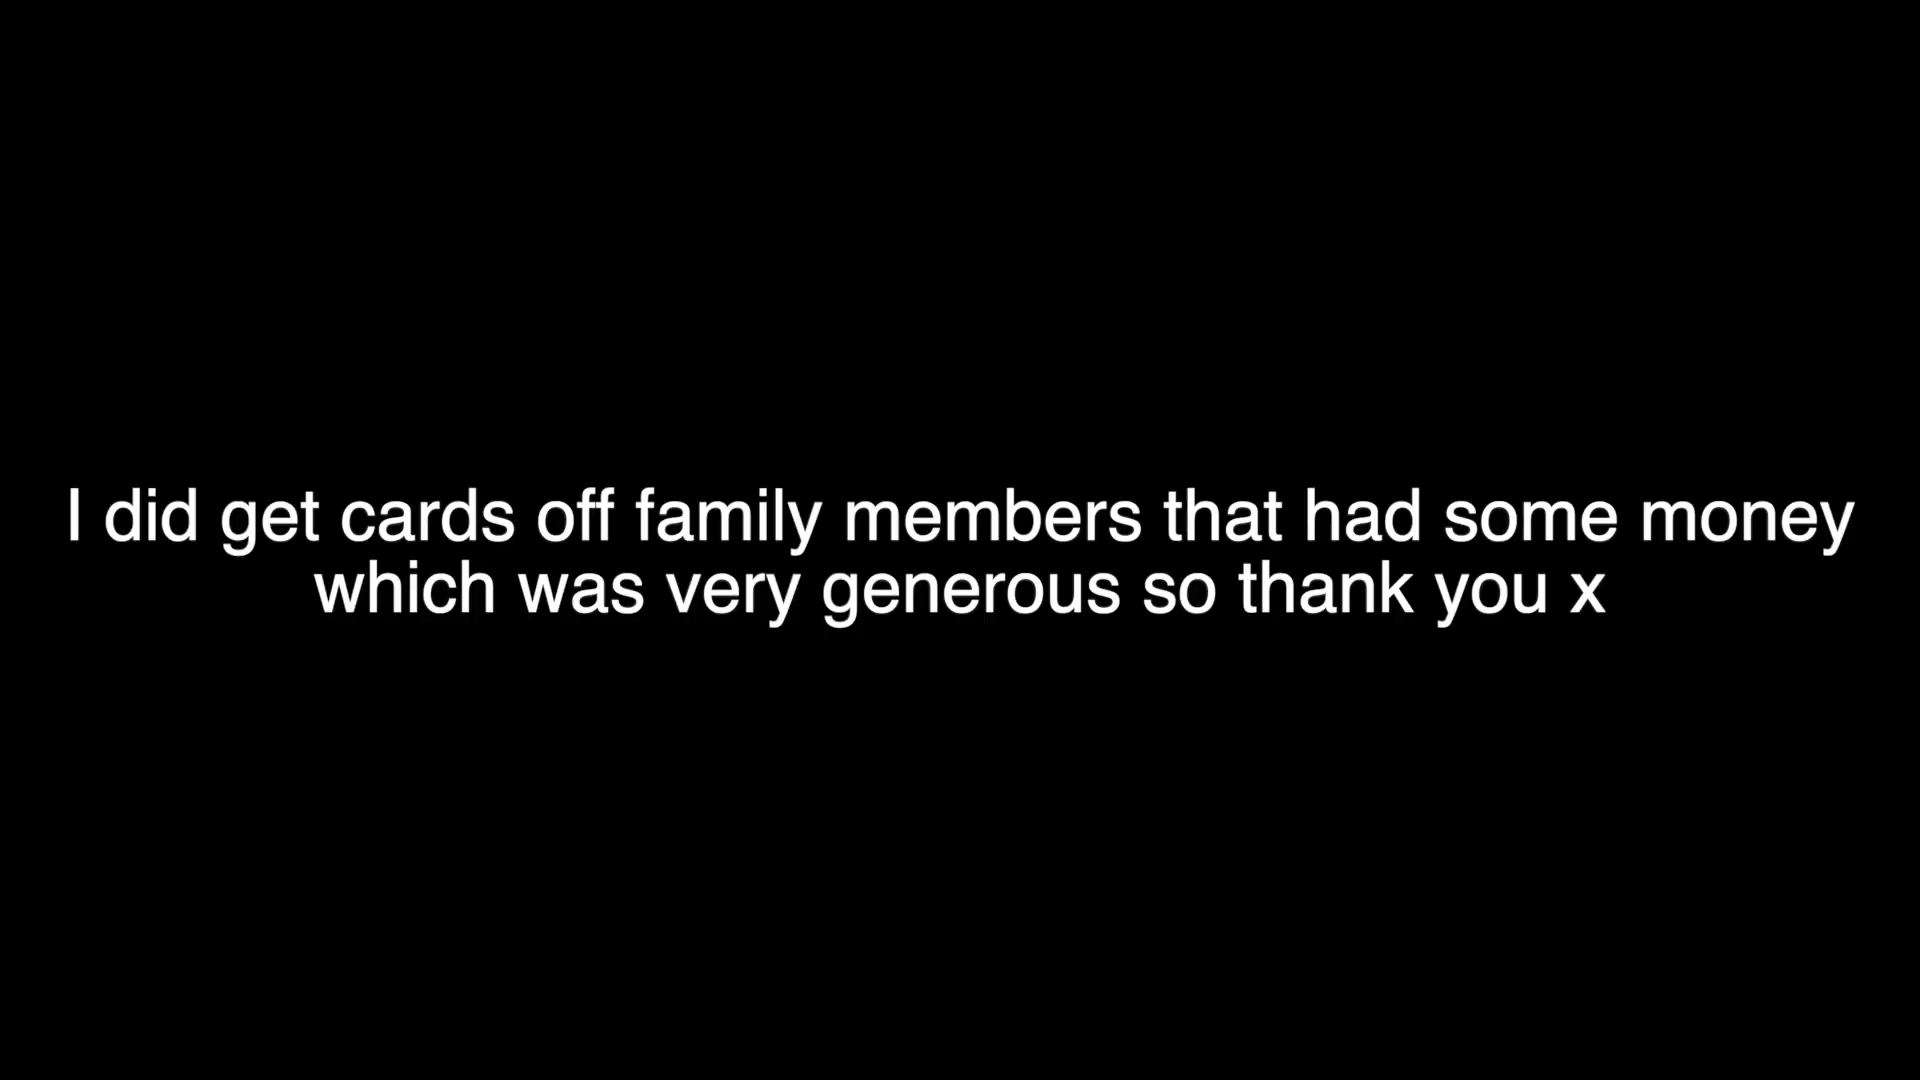 I did get cards off family members that had some money
which was very generous so thank you x